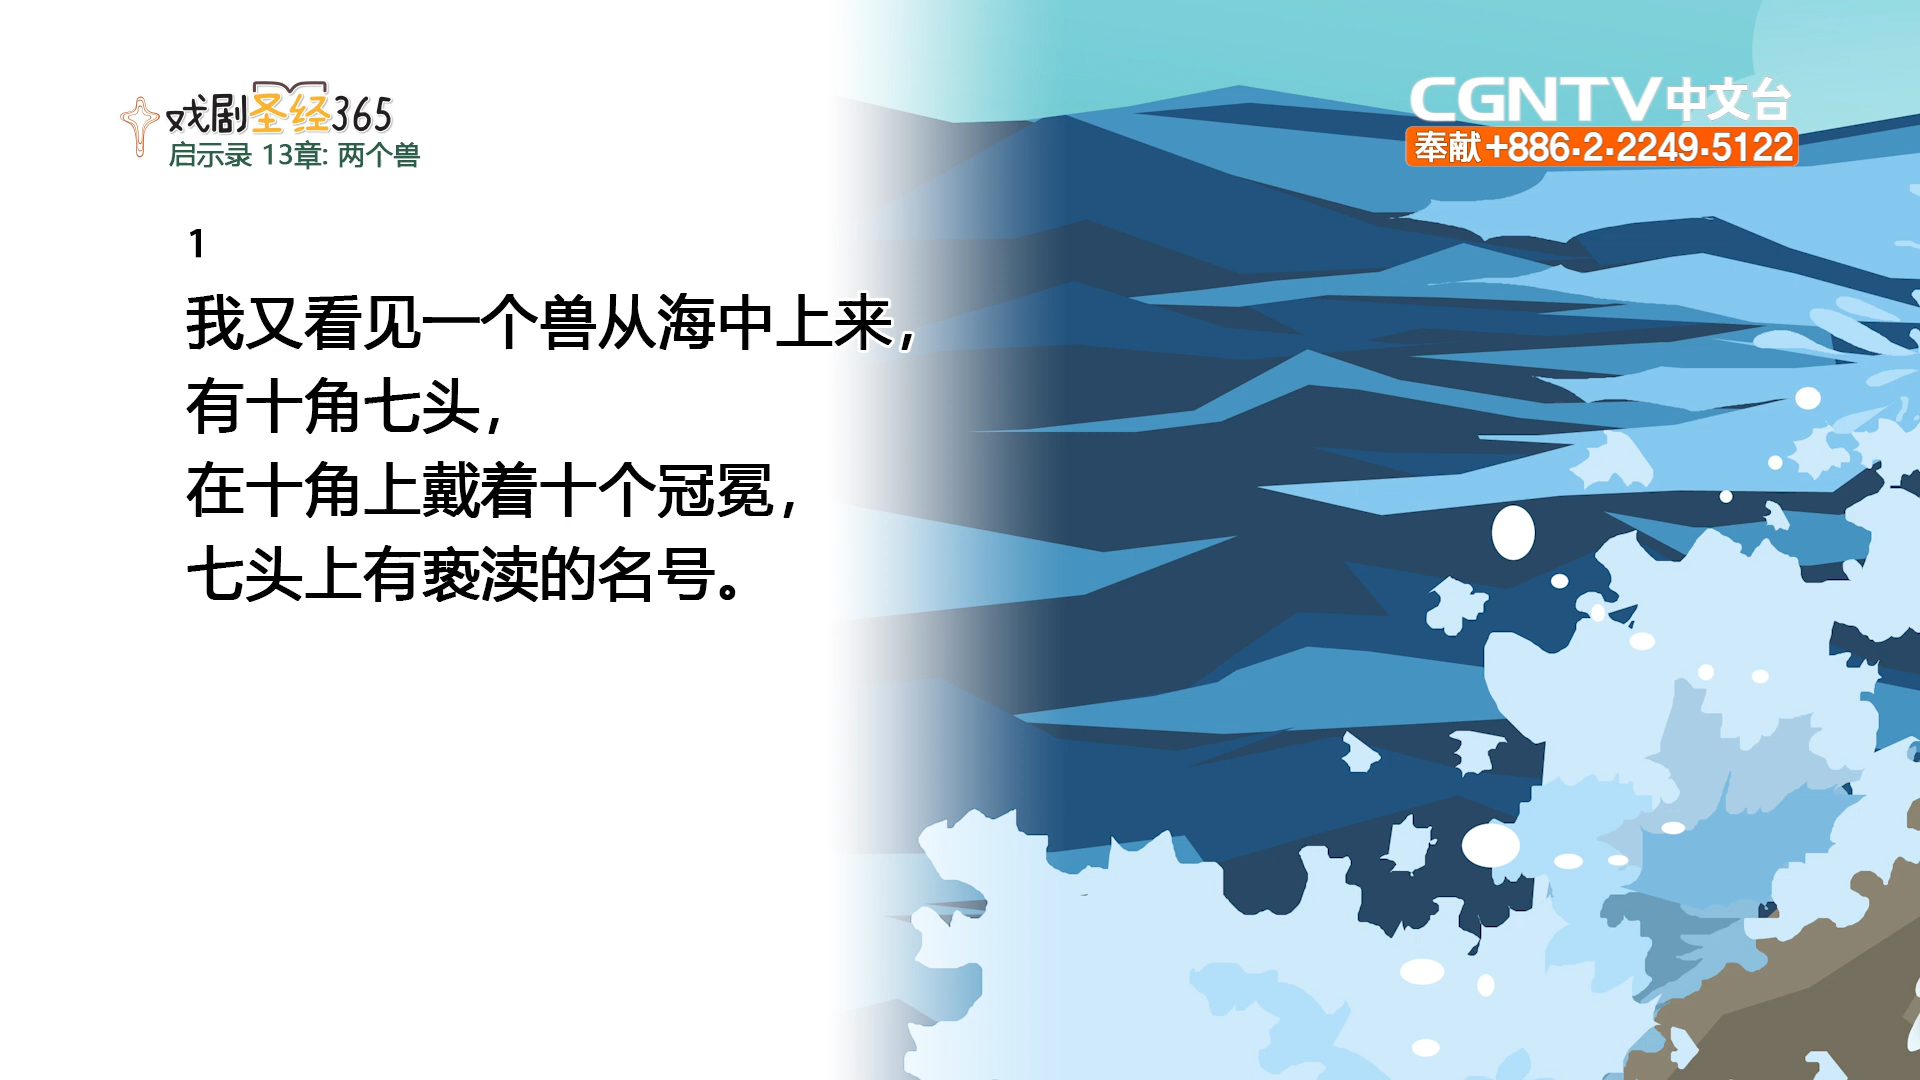 戏剧圣经365
启示录 13章: 两个兽
CGNTV中文台
奉献+886·2·2249·5122
1
我又看见一个兽从海中上来，
有十角七头，
在十角上戴着十个冠冕，
七头上有亵渎的名号。